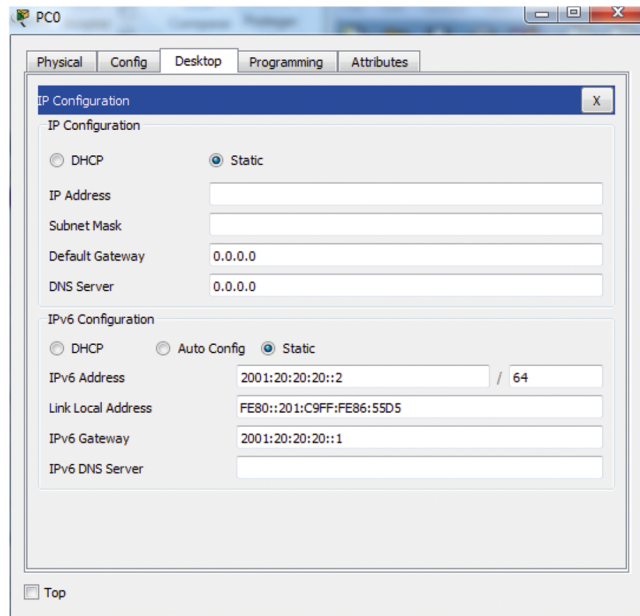 PC0
Physical Config Desktop Programming Attributes
IP Configuration X
IP Configuration
DHCP Static
IP Address
Subnet Mask
Default Gateway 0.0.0.0
DNS Server 0.0.0.0
IPv6 Configuration
DHCP Auto Config Static
IPv6 Address 2001:20:20:20::2 / 64
Link Local Address FE80::201:C9FF:FE86:55D5
IPv6 Gateway 2001:20:20:20::1
IPv6 DNS Server
Top